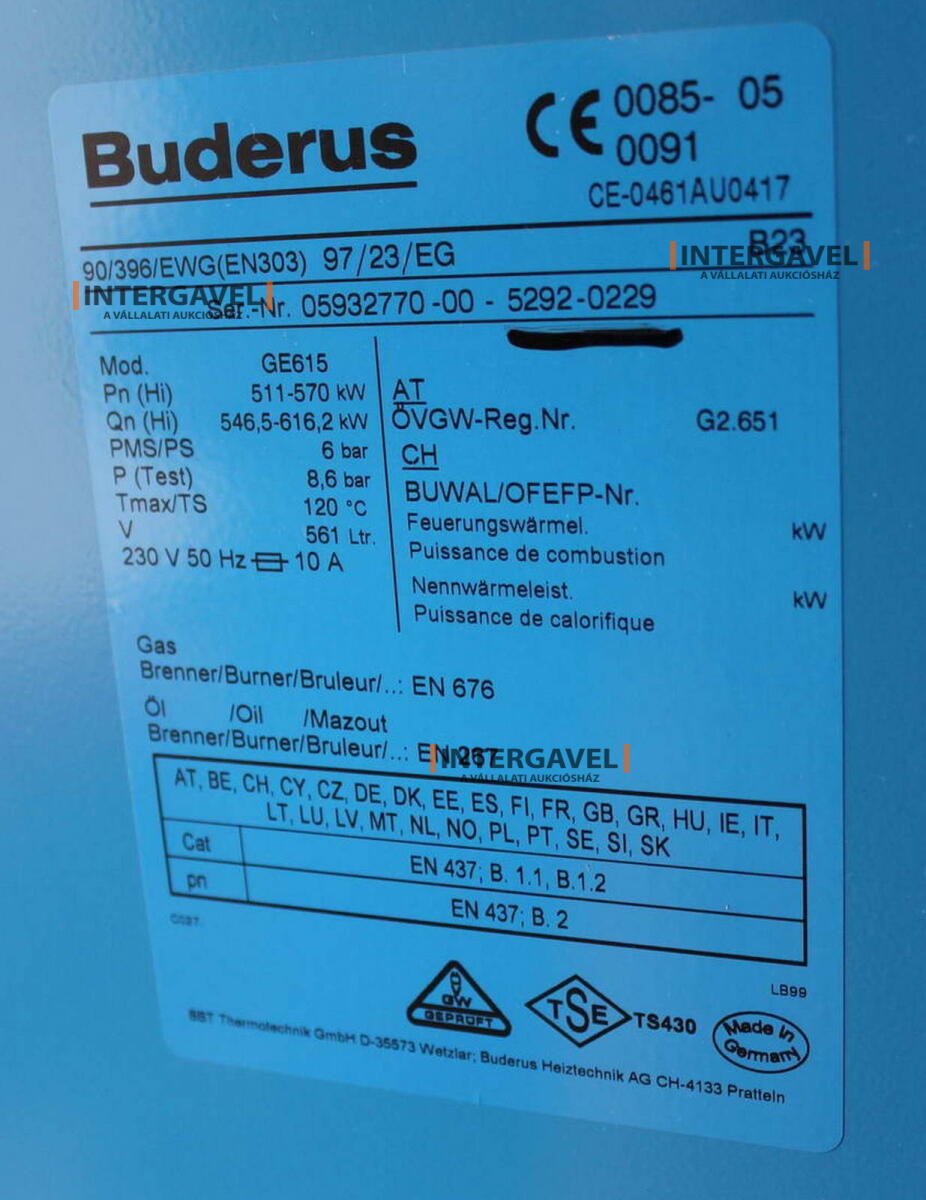 Buderus
CE 0085- 05
0091
CE-0461AU0417
90/396/EWG(EN303) 97/23/EG
B23
INTERGAVEL
A VÁLLALATI AUKCIÓSHÁZ
INTERGAVEL
A VÁLLALATI AUKCIÓSHÁZ
Ser.-Nr. 05932770-00 - 5292-0229
Mod. GE615
Pn (Hi) 511-570 kW
Qn (Hi) 546,5-616,2 kW
PMS/PS 6 bar
P (Test) 8,6 bar
Tmax/TS 120 °C
V 561 Ltr.
230 V 50 Hz 10 A
AT
ÖVGW-Reg.Nr. G2.651
CH
BUWAL/OFEFP-Nr.
Feuerungswärmel. kW
Puissance de combustion
Nennwärmeleist. kW
Puissance de calorifique
Gas
Brenner/Burner/Bruleur/..: EN 676
Öl /Oil /Mazout
Brenner/Burner/Bruleur/..: EN 267
INTERGAVEL
A VÁLLALATI AUKCIÓSHÁZ
AT, BE, CH, CY, CZ, DE, DK, EE, ES, FI, FR, GB, GR, HU, IE, IT,
LT, LU, LV, MT, NL, NO, PL, PT, SE, SI, SK
Cat EN 437; B. 1.1, B.1.2
pn EN 437; B. 2
LB99
GW
GEPRÜFT
TSE TS430
Made in
Germany
BBT Thermotechnik GmbH D-35573 Wetzlar; Buderus Heiztechnik AG CH-4133 Pratteln